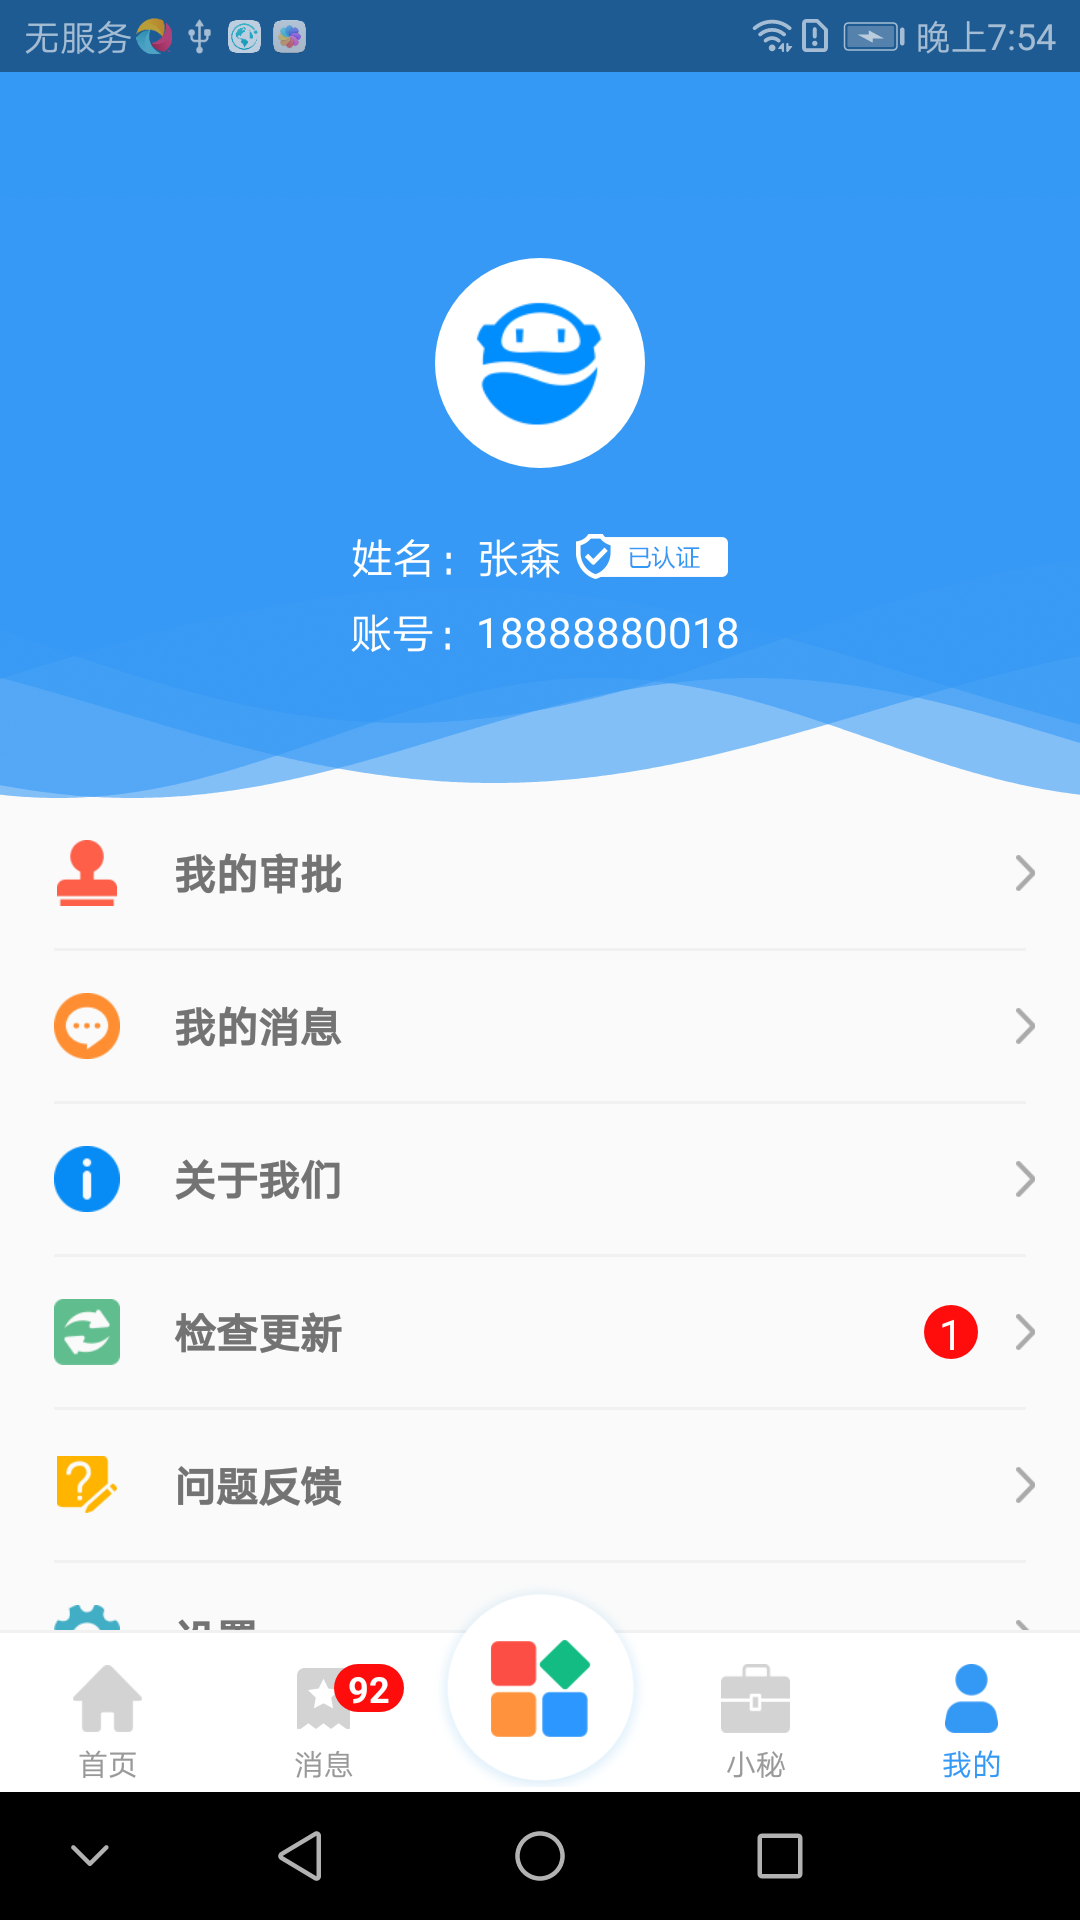 无服务 晚上7:54
姓名：张森 已认证
账号：18888880018
我的审批
我的消息
关于我们
检查更新 1
问题反馈
设置
92
首页 消息 小秘 我的